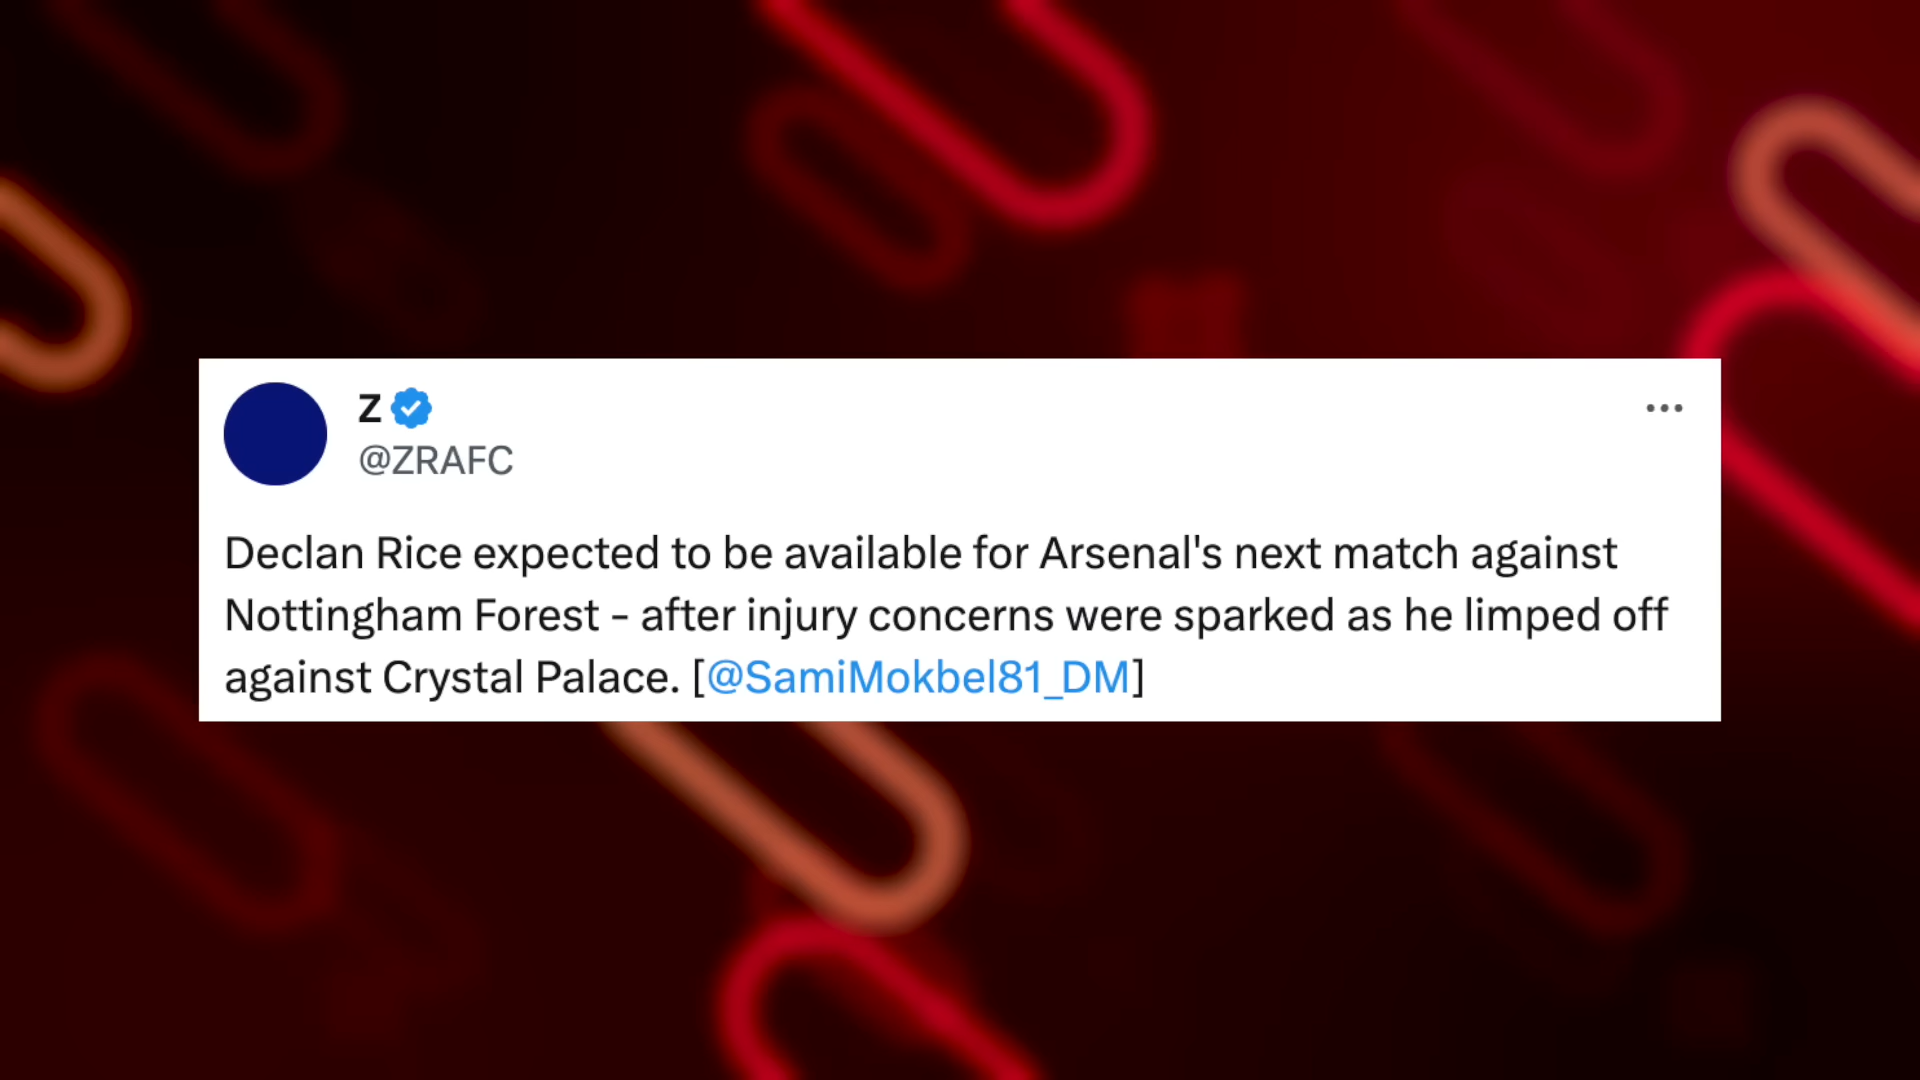 Z
@ZRAFC
Declan Rice expected to be available for Arsenal's next match against
Nottingham Forest - after injury concerns were sparked as he limped off
against Crystal Palace. [@SamiMokbel81_DM]